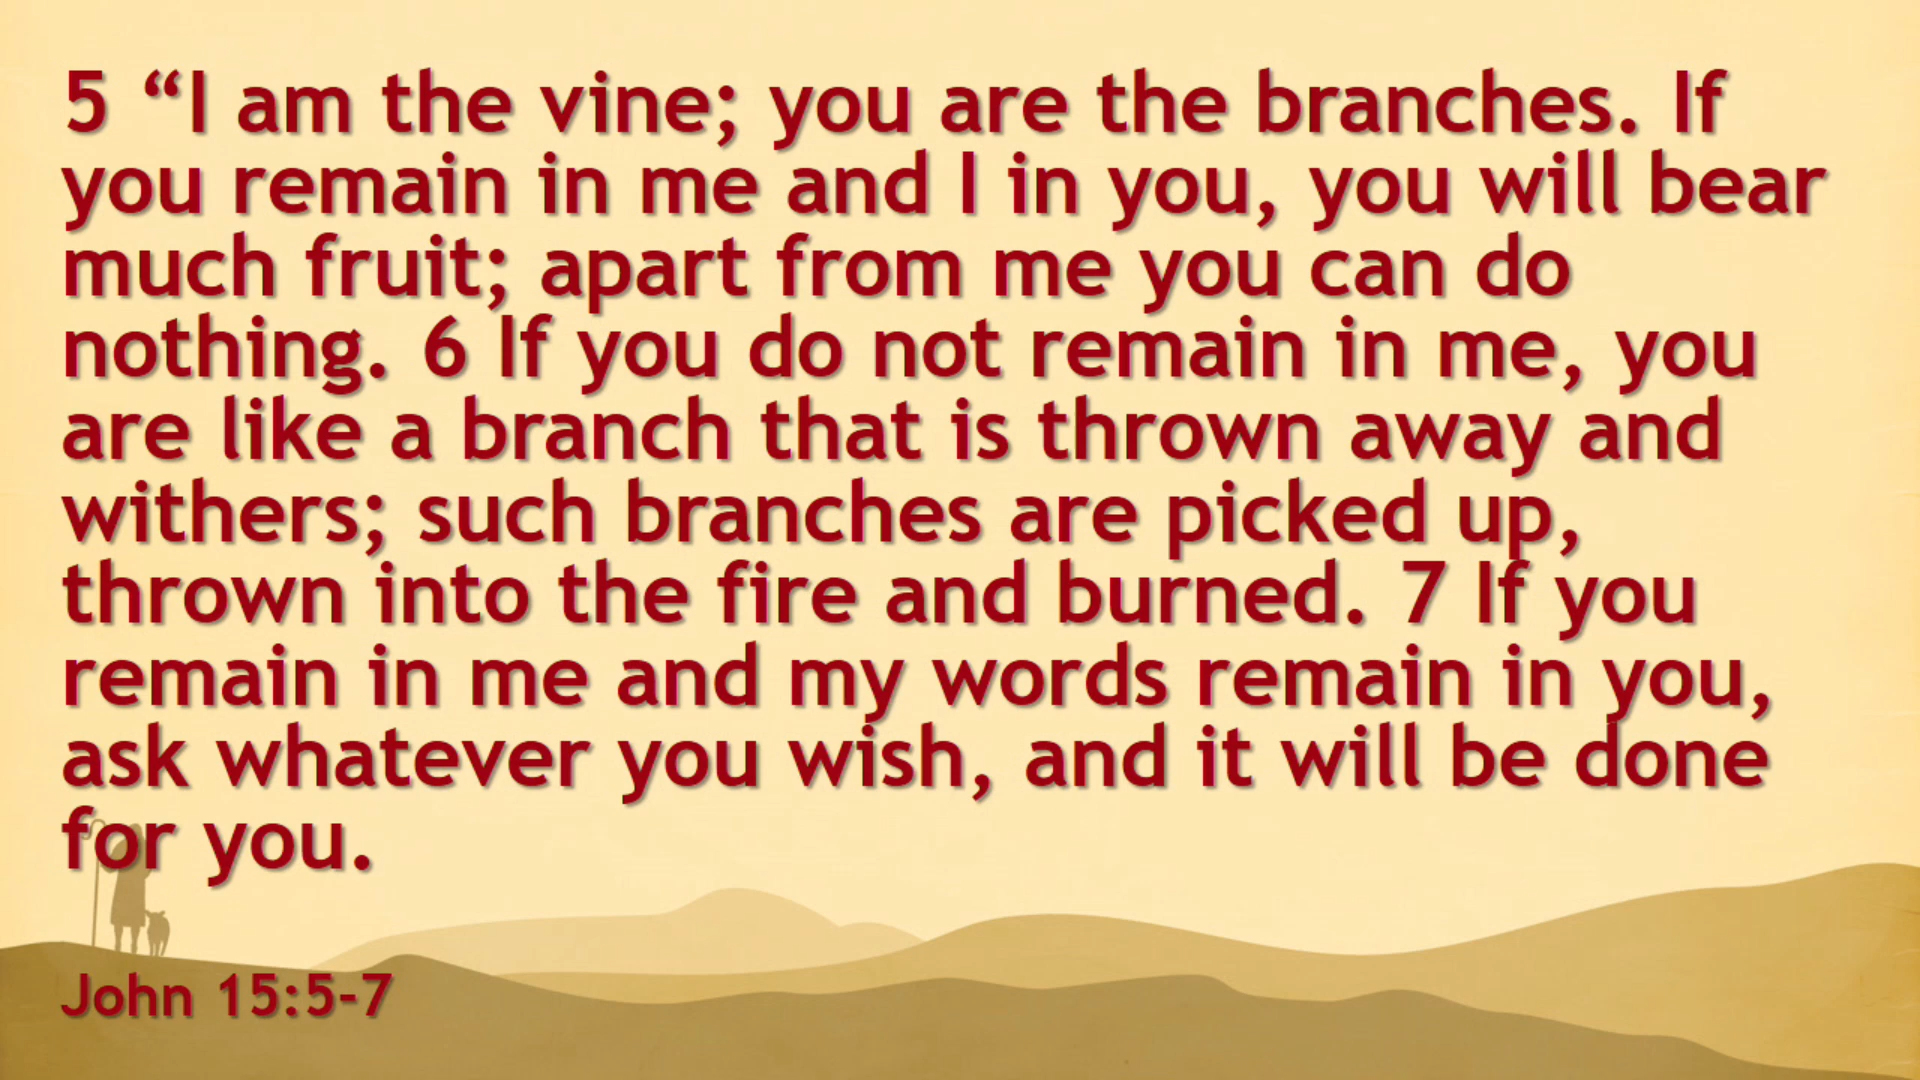 5 “I am the vine; you are the branches. If
you remain in me and I in you, you will bear
much fruit; apart from me you can do
nothing. 6 If you do not remain in me, you
are like a branch that is thrown away and
withers; such branches are picked up,
thrown into the fire and burned. 7 If you
remain in me and my words remain in you,
ask whatever you wish, and it will be done
for you.
John 15:5-7